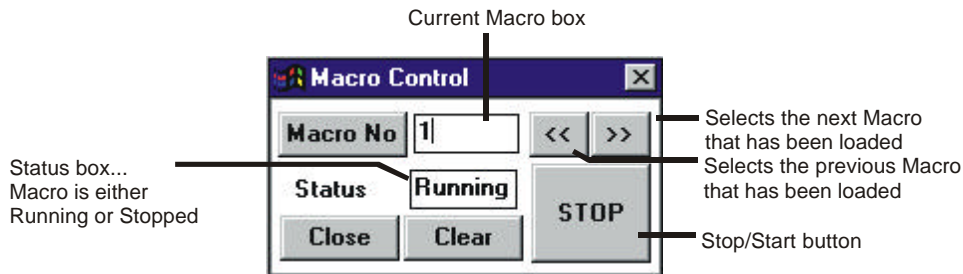 Current Macro box
Macro Control
Macro No
1
<< >>
Selects the next Macro
that has been loaded
Selects the previous Macro
that has been loaded
Status box...
Macro is either
Running or Stopped
Status
Running
STOP
Close
Clear
Stop/Start button